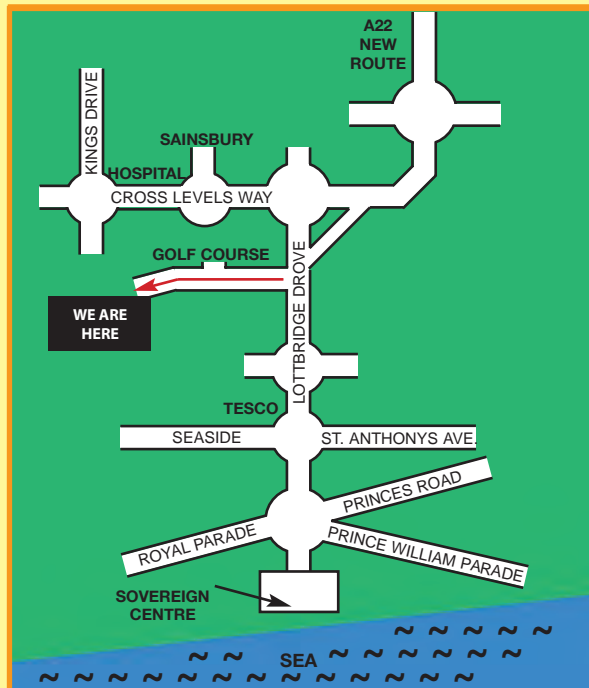 A22
NEW
ROUTE
KINGS DRIVE
SAINSBURY
HOSPITAL
CROSS LEVELS WAY
GOLF COURSE
LOTTBRIDGE DROVE
WE ARE
HERE
TESCO
SEASIDE
ST. ANTHONYS AVE.
PRINCES ROAD
ROYAL PARADE
PRINCE WILLIAM PARADE
SOVEREIGN
CENTRE
SEA